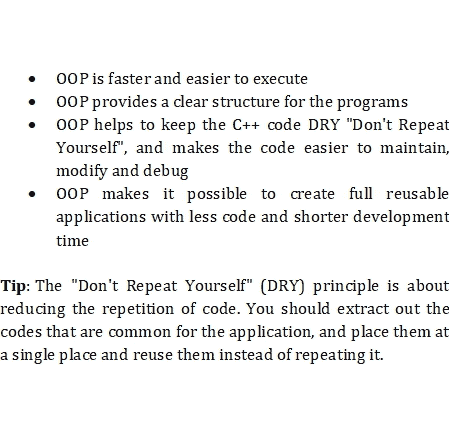 • OOP is faster and easier to execute
• OOP provides a clear structure for the programs
• OOP helps to keep the C++ code DRY "Don't Repeat
Yourself", and makes the code easier to maintain,
modify and debug
• OOP makes it possible to create full reusable
applications with less code and shorter development
time
Tip: The "Don't Repeat Yourself" (DRY) principle is about
reducing the repetition of code. You should extract out the
codes that are common for the application, and place them at
a single place and reuse them instead of repeating it.